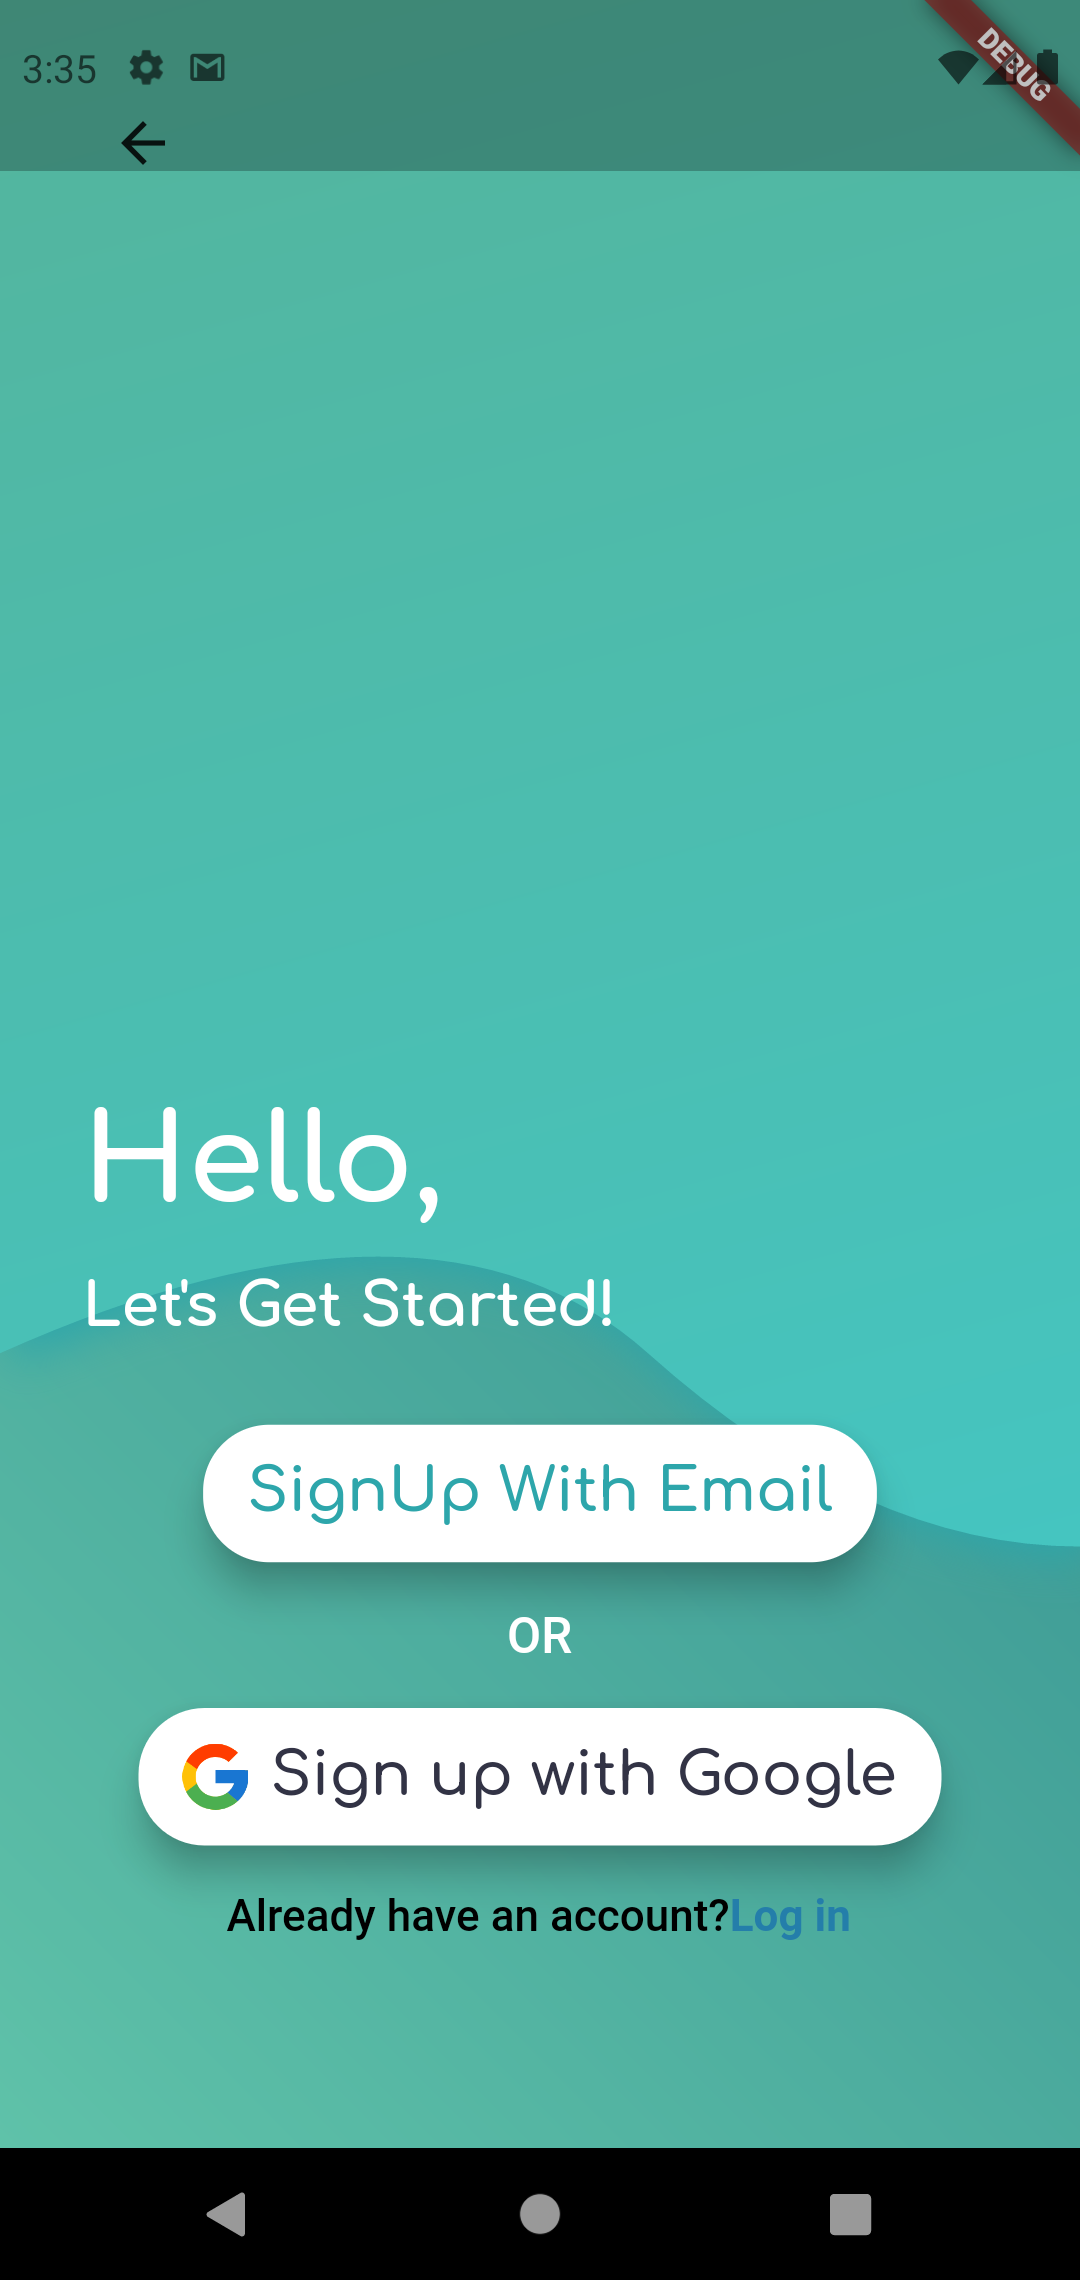 3:35
DEBUG
Hello,
Let's Get Started!
SignUp With Email
OR
Sign up with Google
Already have an account?Log in